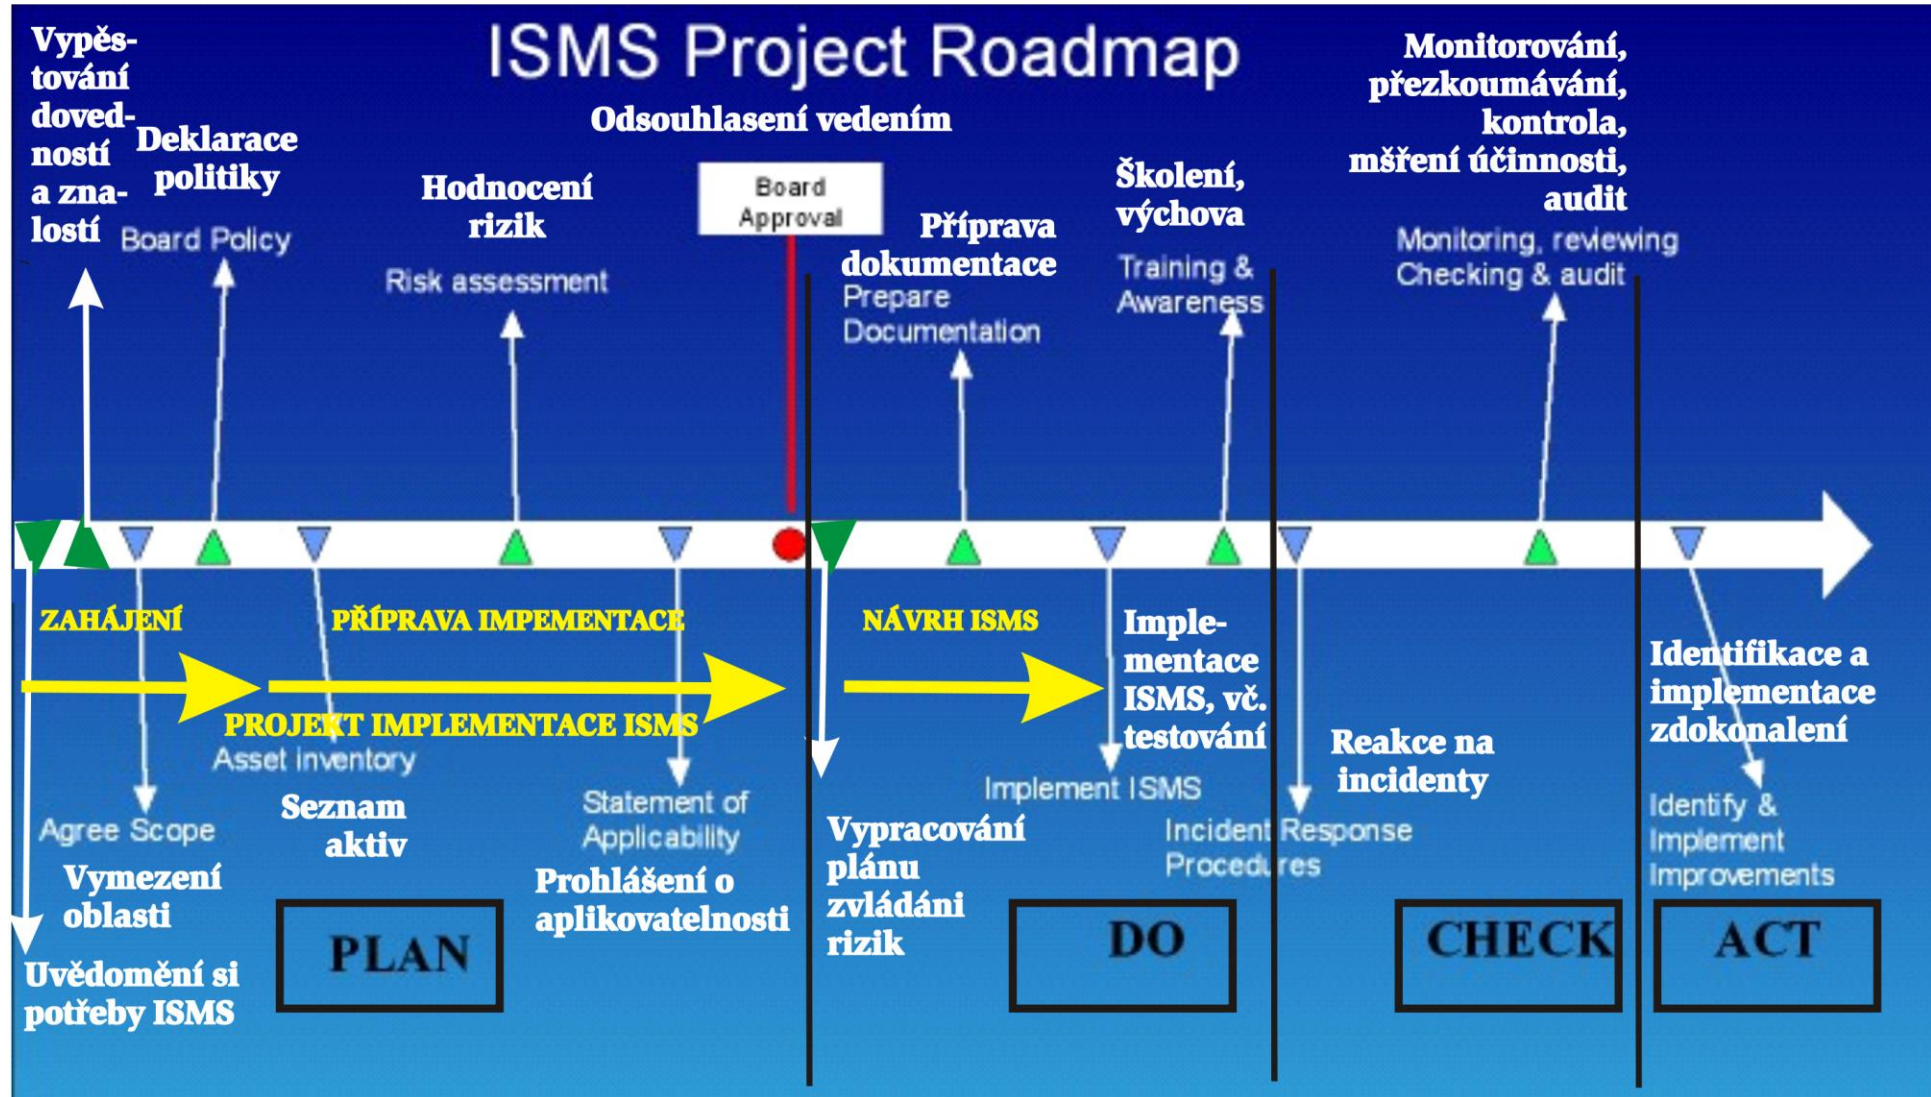 ISMS Project Roadmap
Vypěs-
tování
doved-
ností
a zna-
lostí
Deklarace
politiky
Board Policy
Hodnocení
rizik
Risk assessment
Odsouhlasení vedením
Board
Approval
Příprava
dokumentace
Prepare
Documentation
Školení,
výchova
Training &
Awareness
Monitorování,
přezkoumávání,
kontrola,
mšření účinnosti,
audit
Monitoring, reviewing
Checking & audit
ZAHÁJENÍ
PŘÍPRAVA IMPEMENTACE
PROJEKT IMPLEMENTACE ISMS
NÁVRH ISMS
Uvědomění si
potřeby ISMS
Agree Scope
Vymezení
oblasti
Asset inventory
Seznam
aktiv
Statement of
Applicability
Prohlášení o
aplikovatelnosti
Vypracování
plánu
zvládáni
rizik
Imple-
mentace
ISMS, vč.
testování
Implement ISMS
Reakce na
incidenty
Incident Response
Procedures
Identifikace a
implementace
zdokonalení
Identify &
Implement
Improvements
PLAN
DO
CHECK
ACT